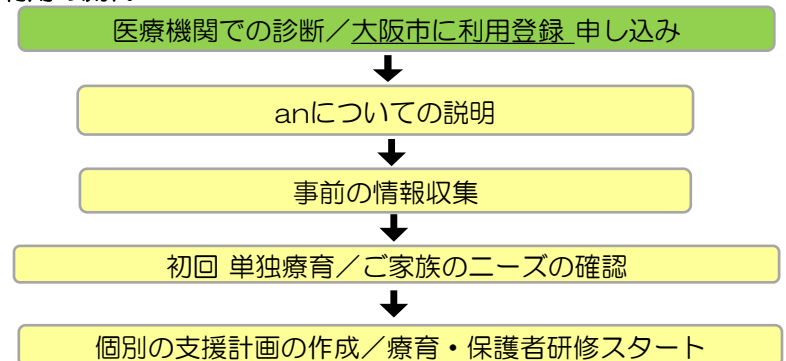 医療機関での診断／大阪市に利用登録 申し込み
anについての説明
事前の情報収集
初回 単独療育／ご家族のニーズの確認
個別の支援計画の作成／療育・保護者研修スタート